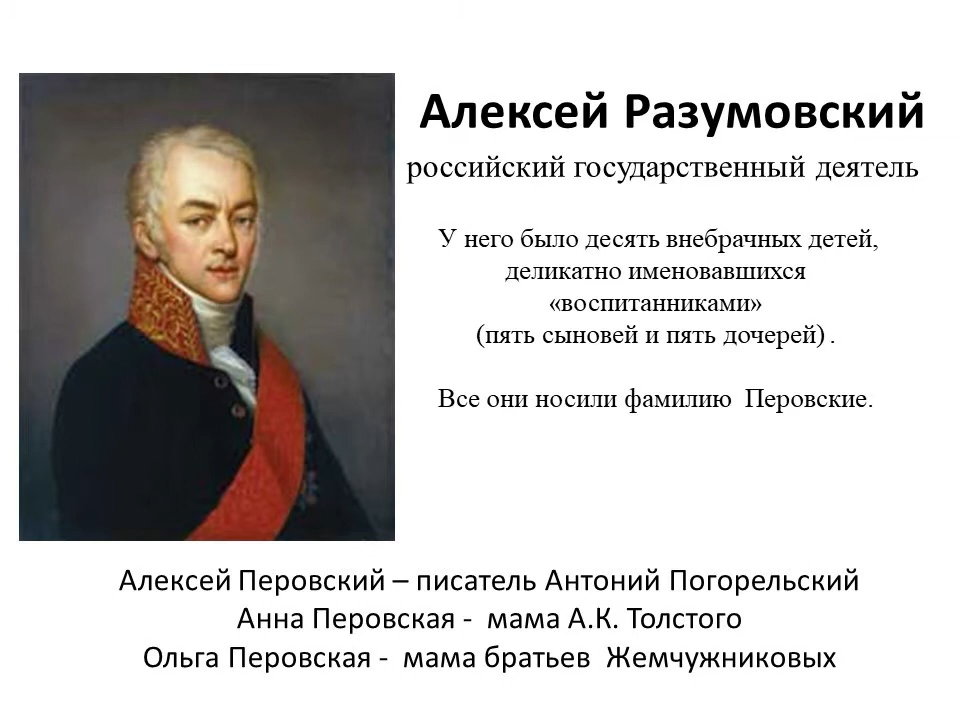 Алексей Разумовский
российский государственный деятель
У него было десять внебрачных детей,
деликатно именовавшихся
«воспитанниками»
(пять сыновей и пять дочерей) .
Все они носили фамилию Перовские.
Алексей Перовский – писатель Антоний Погорельский
Анна Перовская - мама А.К. Толстого
Ольга Перовская - мама братьев Жемчужниковых